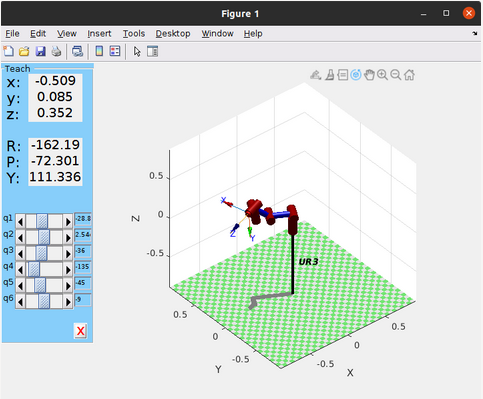 Figure 1
File Edit View Insert Tools Desktop Window Help
Teach
x: -0.509
y: 0.085
z: 0.352
R: -162.19
P: -72.301
Y: 111.336
q1 -28.8
q2 2.54
q3 -36
q4 -135
q5 -45
q6 -9
X
0.5
0
-0.5
Z
X
Z
Y
UR3
0.5
0
-0.5
Y
-0.5
0
0.5
X